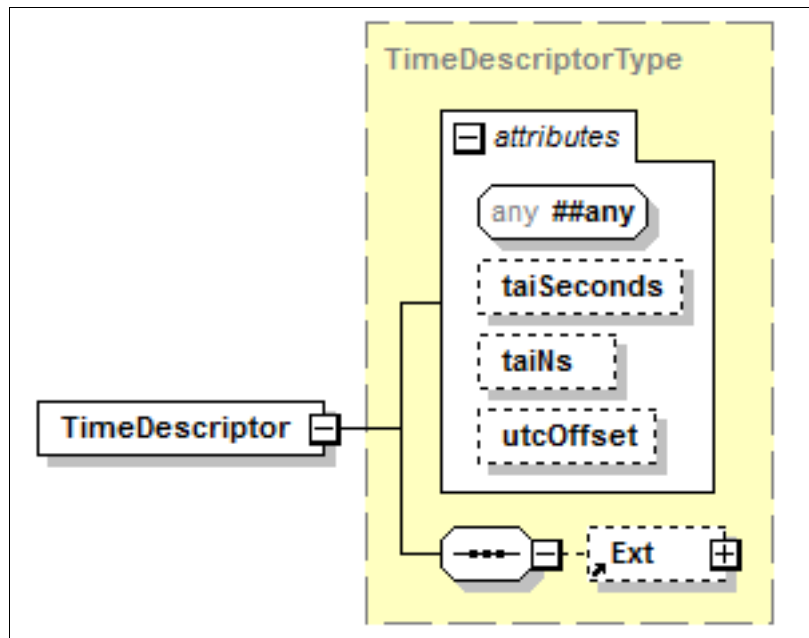 TimeDescriptorType
attributes
any ##any
taiSeconds
taiNs
utcOffset
TimeDescriptor
Ext